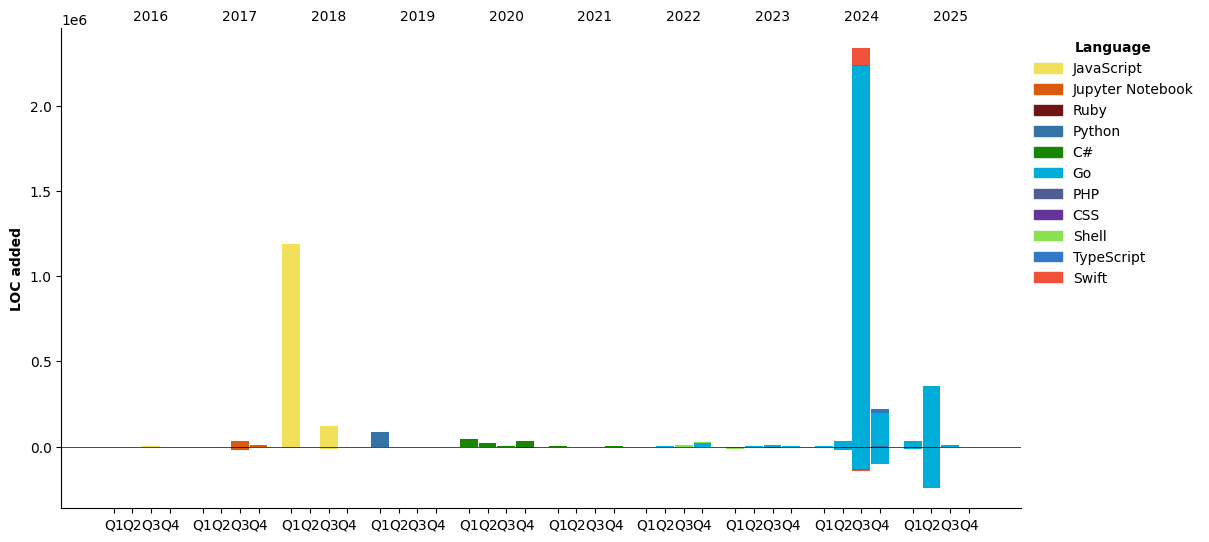 2016 2017 2018 2019 2020 2021 2022 2023 2024 2025
1e6
Language
JavaScript
Jupyter Notebook
Ruby
Python
C#
Go
PHP
CSS
Shell
TypeScript
Swift
LOC added
2.0
1.5
1.0
0.5
0.0
Q1Q2Q3Q4 Q1Q2Q3Q4 Q1Q2Q3Q4 Q1Q2Q3Q4 Q1Q2Q3Q4 Q1Q2Q3Q4 Q1Q2Q3Q4 Q1Q2Q3Q4 Q1Q2Q3Q4 Q1Q2Q3Q4